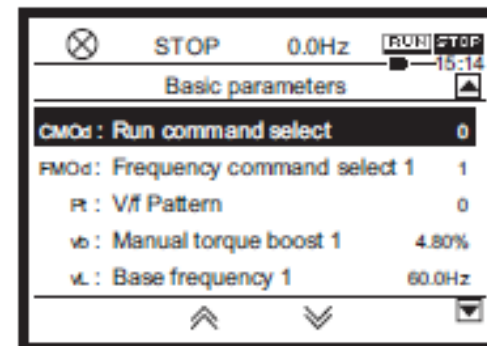 STOP 0.0Hz RUN STOP
15:14
Basic parameters
CMOd : Run command select 0
FMOd: Frequency command select 1 1
Pt : V/f Pattern 0
vb : Manual torque boost 1 4.80%
vL : Base frequency 1 60.0Hz